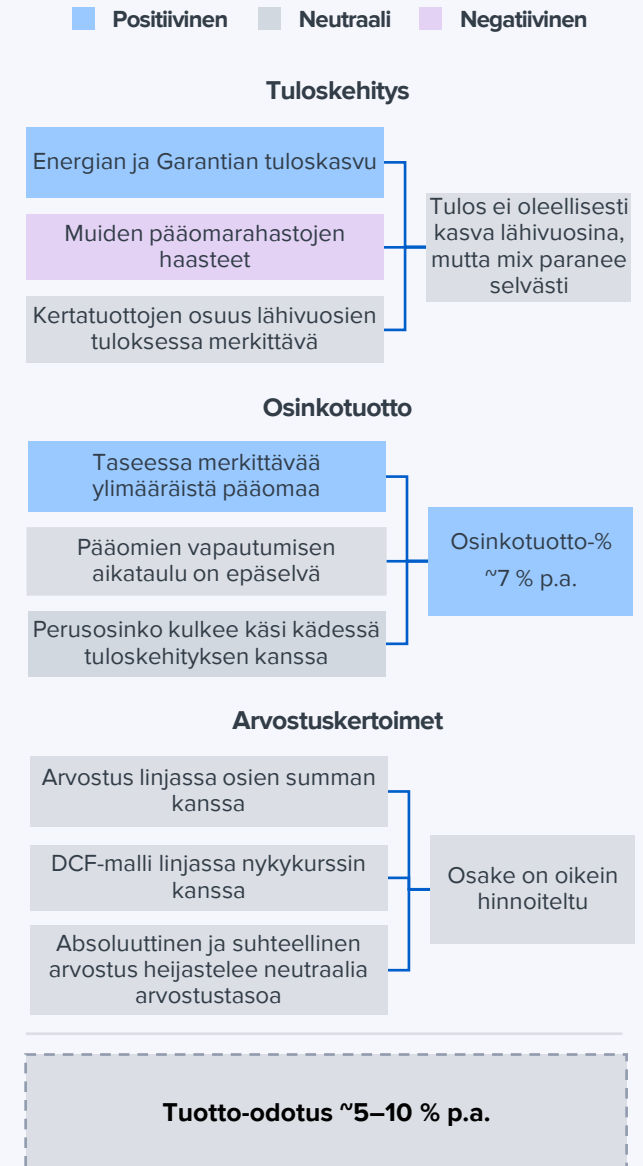 Positiivinen
Neutraali
Negatiivinen
Tuloskehitys
Energian ja Garantian tuloskasvu
Muiden pääomarahastojen
haasteet
Kertatuottojen osuus lähivuosien
tuloksessa merkittävä
Tulos ei oleellisesti
kasva lähivuosina,
mutta mix paranee
selvästi
Osinkotuotto
Taseessa merkittävää
ylimääräistä pääomaa
Pääomien vapautumisen
aikataulu on epäselvä
Perusosinko kulkee käsi kädessä
tuloskehityksen kanssa
Osinkotuotto-%
~7 % p.a.
Arvostuskertoimet
Arvostus linjassa osien summan
kanssa
DCF-malli linjassa nykykurssin
kanssa
Absoluuttinen ja suhteellinen
arvostus heijastelee neutraalia
arvostustasoa
Osake on oikein
hinnoiteltu
Tuotto-odotus ~5–10 % p.a.